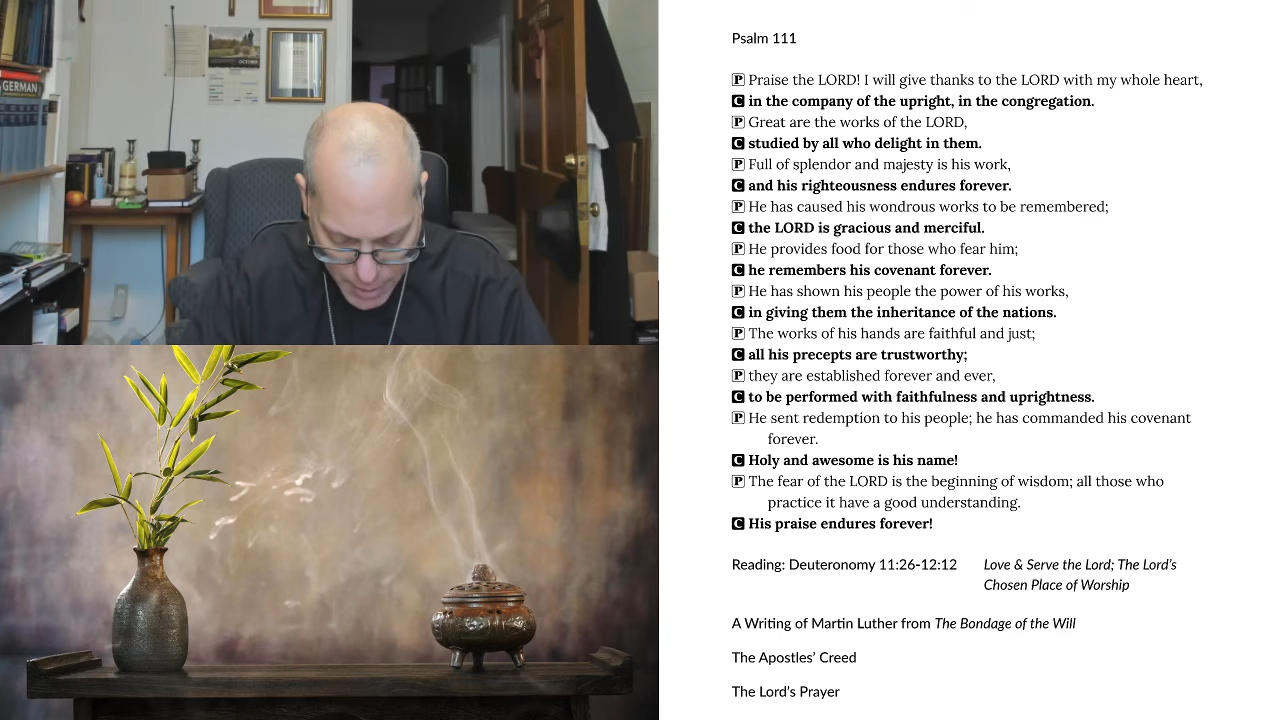 GERMAN
OCTOBER
Psalm 111
P Praise the LORD! I will give thanks to the LORD with my whole heart,
C in the company of the upright, in the congregation.
P Great are the works of the LORD,
C studied by all who delight in them.
P Full of splendor and majesty is his work,
C and his righteousness endures forever.
P He has caused his wondrous works to be remembered;
C the LORD is gracious and merciful.
P He provides food for those who fear him;
C he remembers his covenant forever.
P He has shown his people the power of his works,
C in giving them the inheritance of the nations.
P The works of his hands are faithful and just;
C all his precepts are trustworthy;
P they are established forever and ever,
C to be performed with faithfulness and uprightness.
P He sent redemption to his people; he has commanded his covenant
forever.
C Holy and awesome is his name!
P The fear of the LORD is the beginning of wisdom; all those who
practice it have a good understanding.
C His praise endures forever!
Reading: Deuteronomy 11:26-12:12 Love & Serve the Lord; The Lord's
Chosen Place of Worship
A Writing of Martin Luther from The Bondage of the Will
The Apostles' Creed
The Lord's Prayer